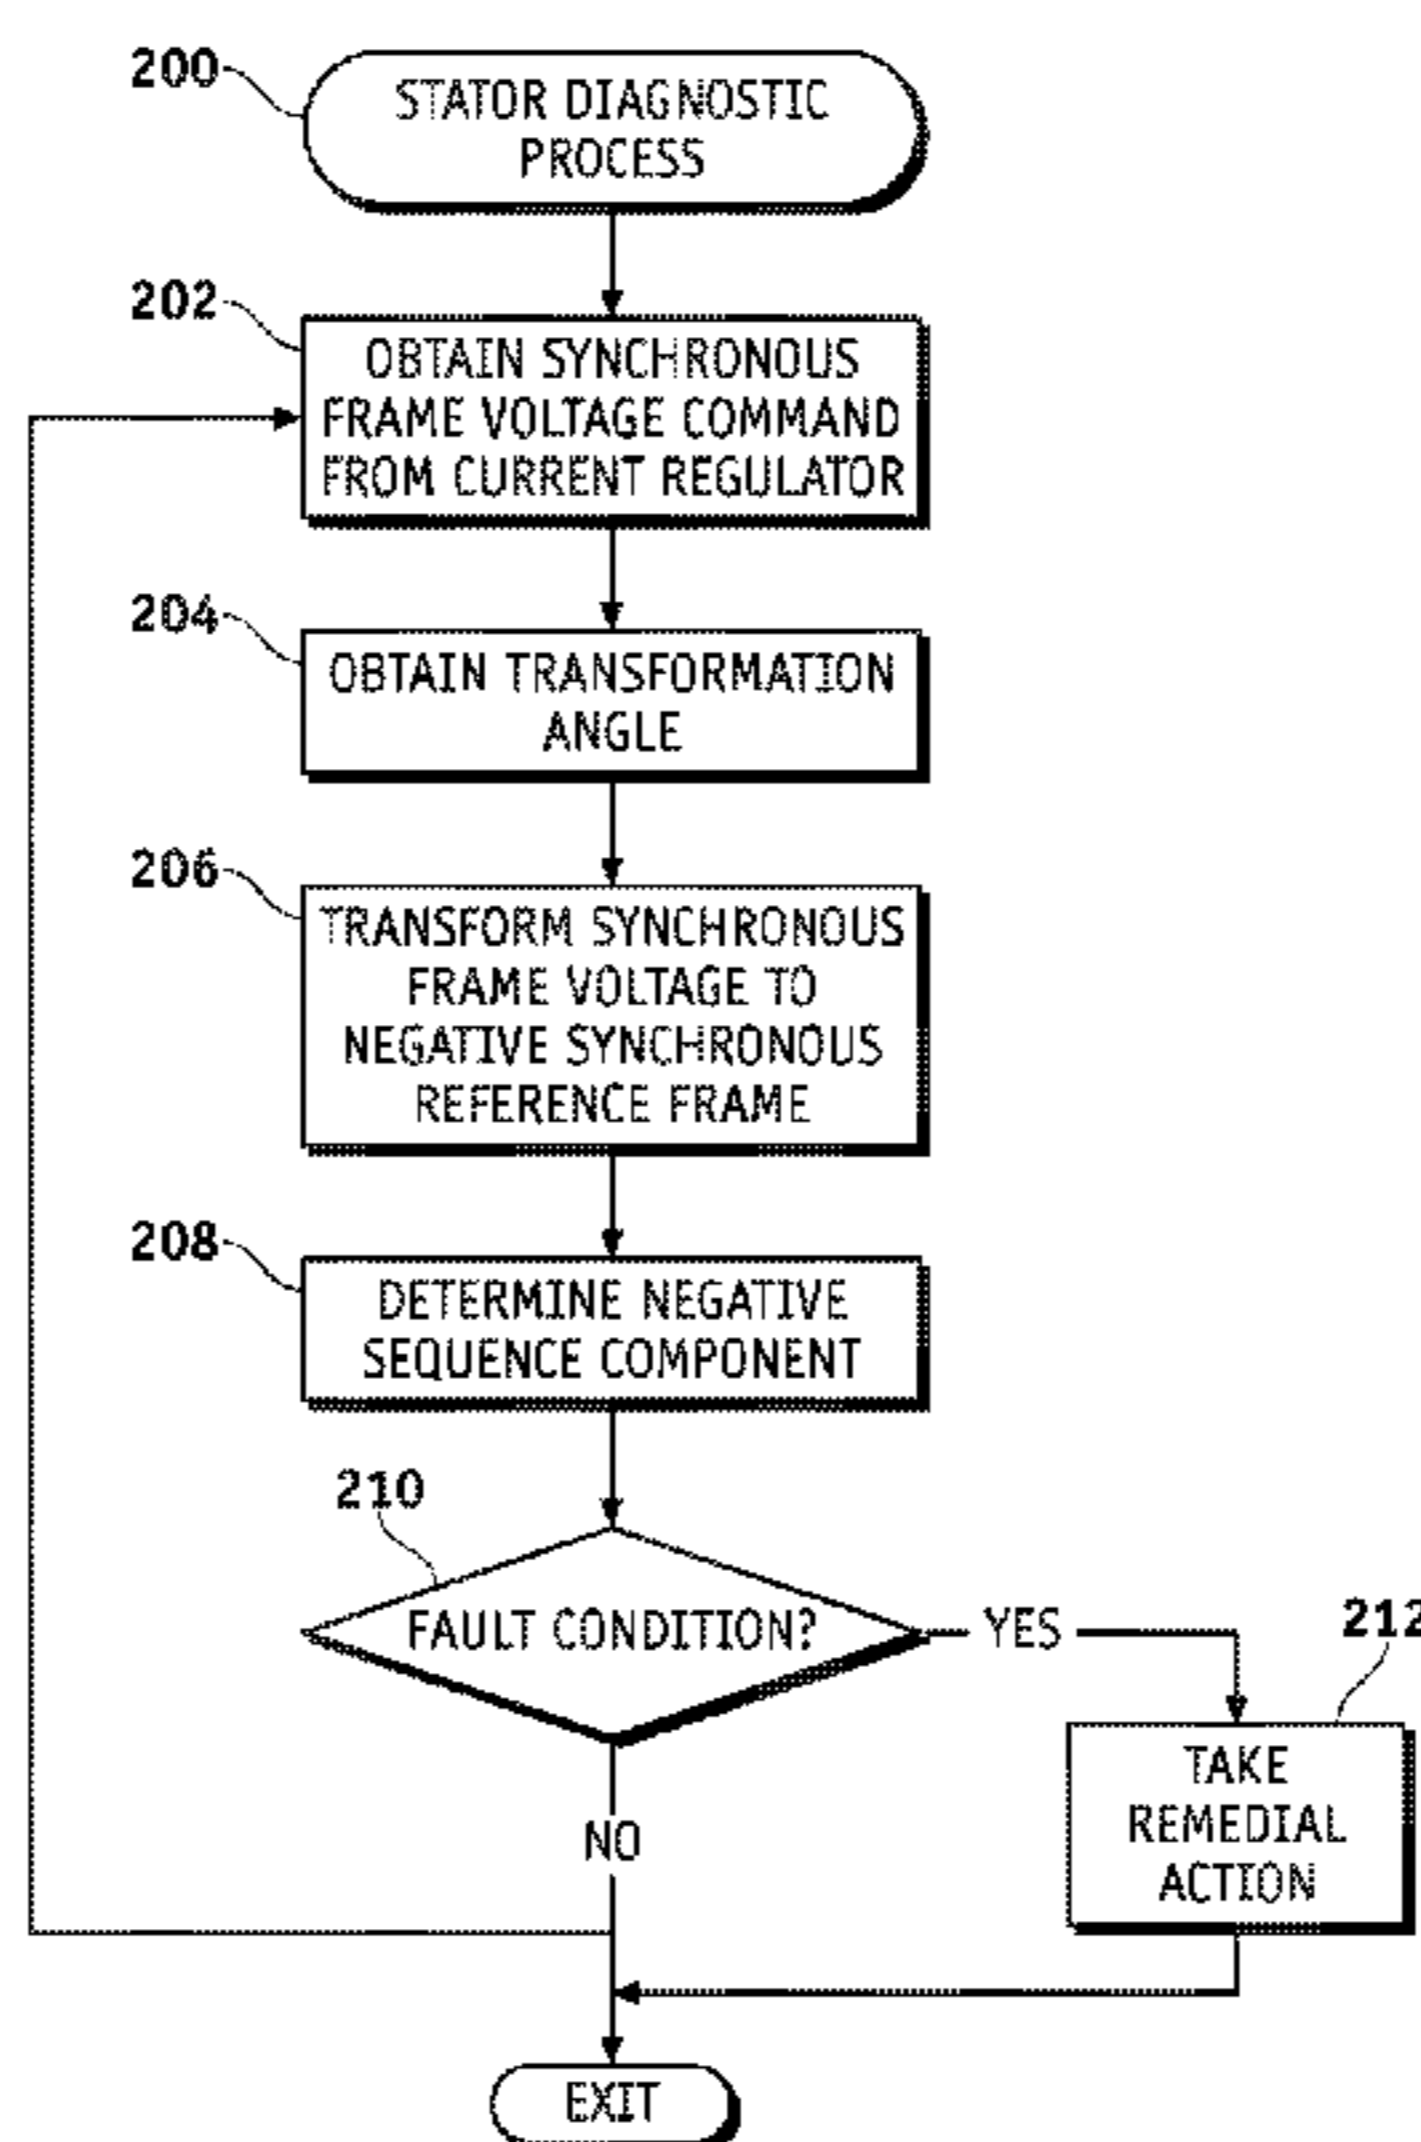 200
STATOR DIAGNOSTIC
PROCESS
202
OBTAIN SYNCHRONOUS
FRAME VOLTAGE COMMAND
FROM CURRENT REGULATOR
204
OBTAIN TRANSFORMATION
ANGLE
206
TRANSFORM SYNCHRONOUS
FRAME VOLTAGE TO
NEGATIVE SYNCHRONOUS
REFERENCE FRAME
208
DETERMINE NEGATIVE
SEQUENCE COMPONENT
210
FAULT CONDITION?
YES
212
TAKE
REMEDIAL
ACTION
NO
EXIT